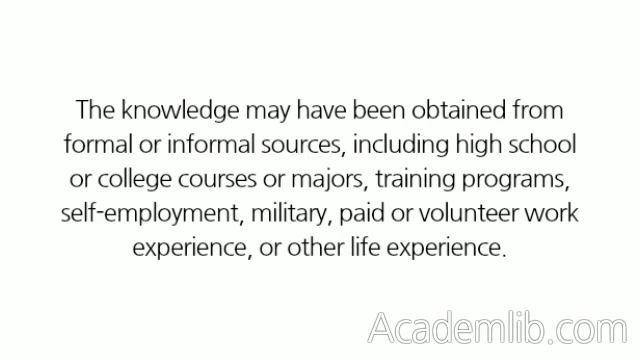 The knowledge may have been obtained from
formal or informal sources, including high school
or college courses or majors, training programs,
self-employment, military, paid or volunteer work
experience, or other life experience.
Academlib.com